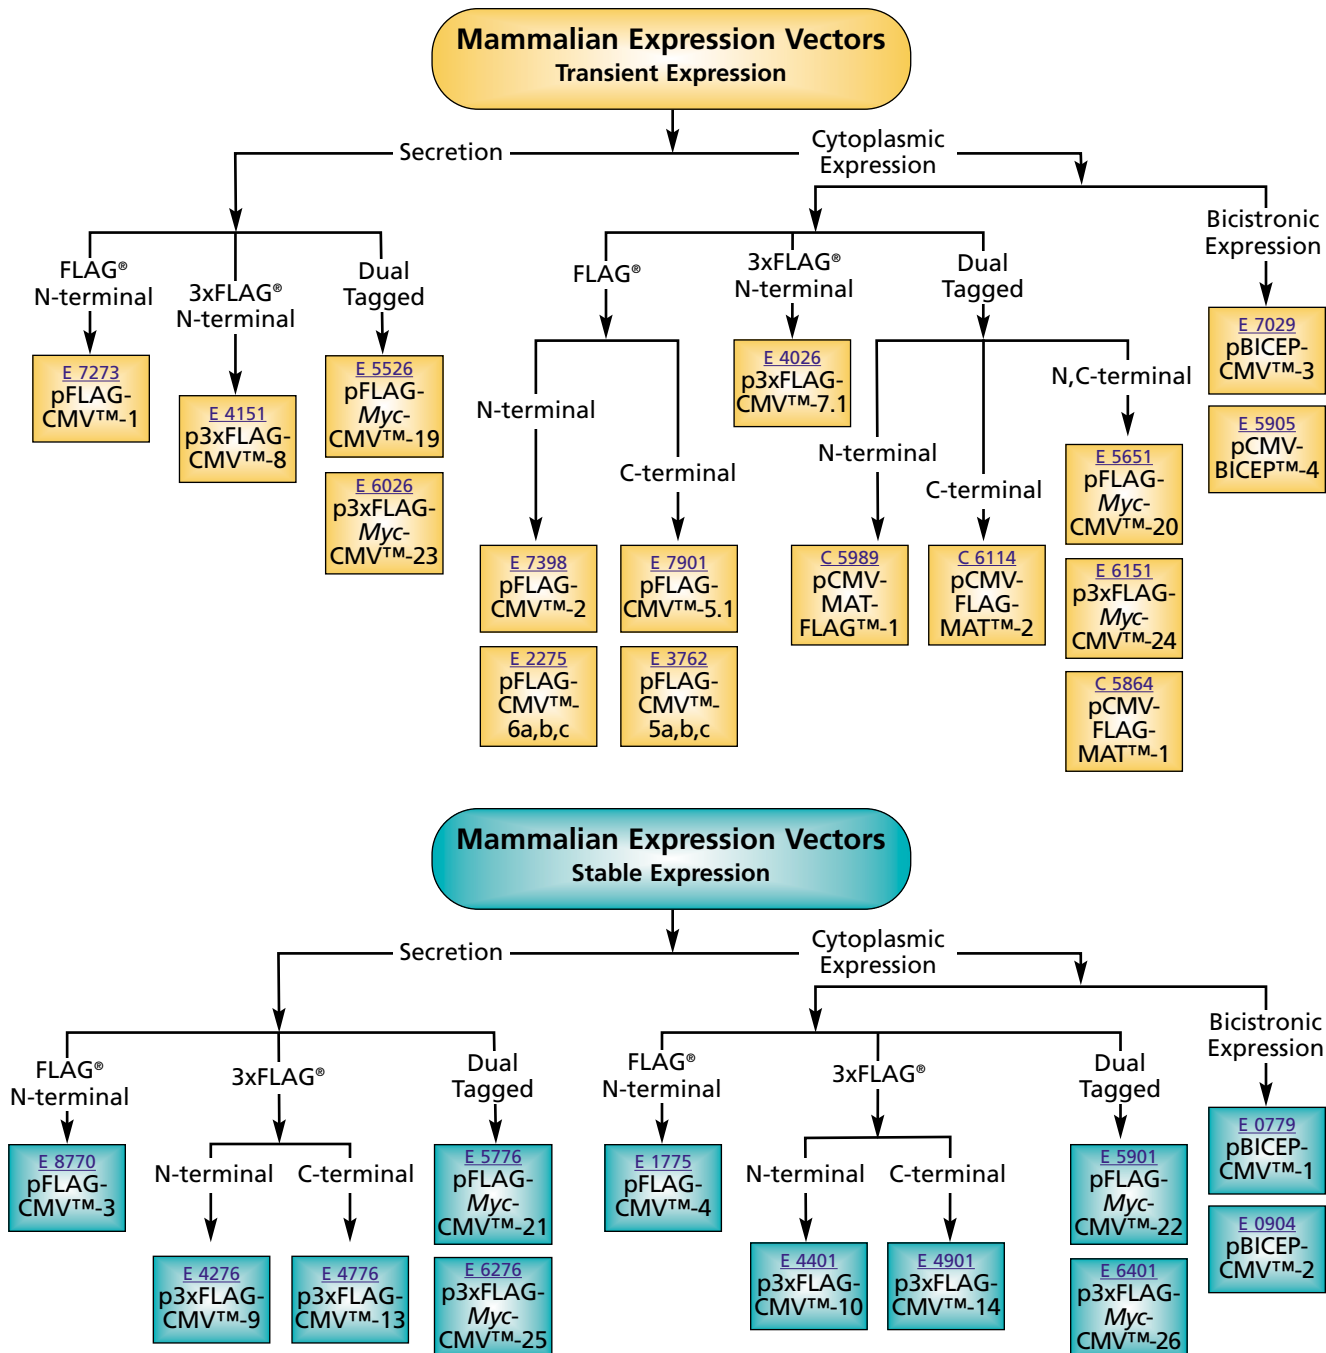 Mammalian Expression Vectors
Transient Expression
Secretion
Cytoplasmic
Expression
FLAG®
N-terminal
3xFLAG®
N-terminal
Dual
Tagged
FLAG®
3xFLAG®
N-terminal
Dual
Tagged
Bicistronic
Expression
E 7273
pFLAG-
CMV™-1
E 4151
p3xFLAG-
CMV™-8
E 5526
pFLAG-
Myc-
CMV™-19
E 6026
p3xFLAG-
Myc-
CMV™-23
N-terminal
C-terminal
E 7398
pFLAG-
CMV™-2
E 2275
pFLAG-
CMV™-
6a,b,c
E 7901
pFLAG-
CMV™-5.1
E 3762
pFLAG-
CMV™-
5a,b,c
E 4026
p3xFLAG-
CMV™-7.1
N-terminal
C-terminal
N,C-terminal
C 5989
pCMV-
MAT-
FLAG™-1
C 6114
pCMV-
FLAG-
MAT™-2
E 5651
pFLAG-
Myc-
CMV™-20
E 6151
p3xFLAG-
Myc-
CMV™-24
C 5864
pCMV-
FLAG-
MAT™-1
E 7029
pBICEP-
CMV™-3
E 5905
pCMV-
BICEP™-4
Mammalian Expression Vectors
Stable Expression
Secretion
Cytoplasmic
Expression
FLAG®
N-terminal
3xFLAG®
Dual
Tagged
FLAG®
N-terminal
3xFLAG®
Dual
Tagged
Bicistronic
Expression
E 8770
pFLAG-
CMV™-3
N-terminal
C-terminal
E 4276
p3xFLAG-
CMV™-9
E 4776
p3xFLAG-
CMV™-13
E 5776
pFLAG-
Myc-
CMV™-21
E 6276
p3xFLAG-
Myc-
CMV™-25
E 1775
pFLAG-
CMV™-4
N-terminal
C-terminal
E 4401
p3xFLAG-
CMV™-10
E 4901
p3xFLAG-
CMV™-14
E 5901
pFLAG-
Myc-
CMV™-22
E 6401
p3xFLAG-
Myc-
CMV™-26
E 0779
pBICEP-
CMV™-1
E 0904
pBICEP-
CMV™-2